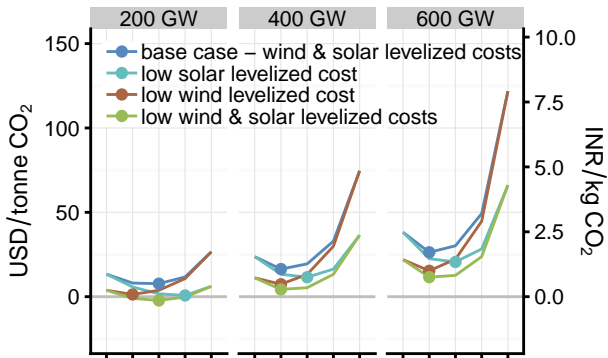 200 GW 400 GW 600 GW
base case – wind & solar levelized costs
low solar levelized cost
low wind levelized cost
low wind & solar levelized costs
USD/tonne CO₂
150
100
50
0
INR/kg CO₂
10.0
7.5
5.0
2.5
0.0